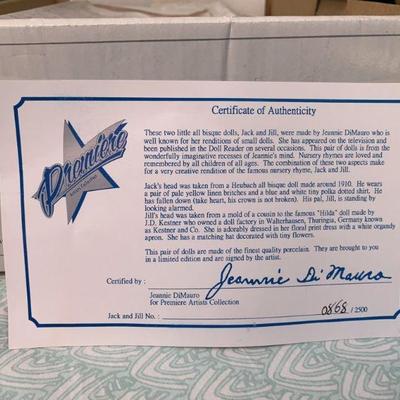 Certificate of Authenticity
Premiere
These two little all bisque dolls, Jack and Jill, were made by Jeannie DiMauro who is
well known for her renditions of small dolls. She has appeared on the television and
been published in the Doll Reader on several occasions. This pair of dolls is from the
wonderfully imaginative recesses of Jeannie's mind. Nursery rhymes are loved and
remembered by all children of all ages. The combination of these two aspects make
for a very creative rendition of the famous nursery rhyme, Jack and Jill.
Jack's head was taken from a Heubach all bisque doll made around 1910. He wears
a pair of pale yellow linen britches and a blue and white tiny polka dotted shirt. He
has fallen down (take heart, his crown is not broken). His pal, Jill, is standing by
looking alarmed.
Jill's head was taken from a mold of a cousin to the famous "Hilda" doll made by
J.D. Kestner who owned a doll factory in Walterhausen, Thuringia, Germany known
as Kestner and Co. She is adorably dressed in her floral print dress with a white organdy
apron. She has a matching hat decorated with tiny flowers.
This pair of dolls are made of the finest quality porcelain. They are brought to you
in a limited edition and are signed by the artist.
Certified by : Jeannie Di Mauro
Jeannie DiMauro
for Premiere Artists Collection
Jack and Jill No. : 0868 / 2500